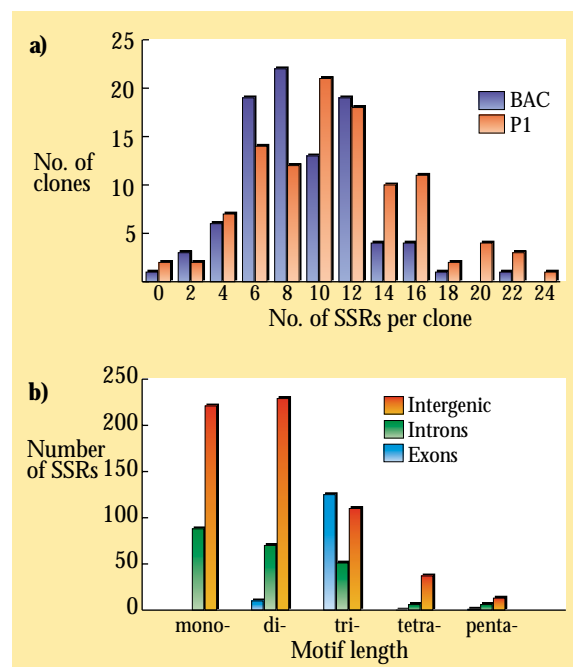 a)
25
20
15
10
5
No. of
clones
BAC
P1
0 2 4 6 8 10 12 14 16 18 20 22 24
No. of SSRs per clone
b)
250
200
150
100
50
0
Number
of SSRs
Intergenic
Introns
Exons
mono- di- tri- tetra- penta-
Motif length